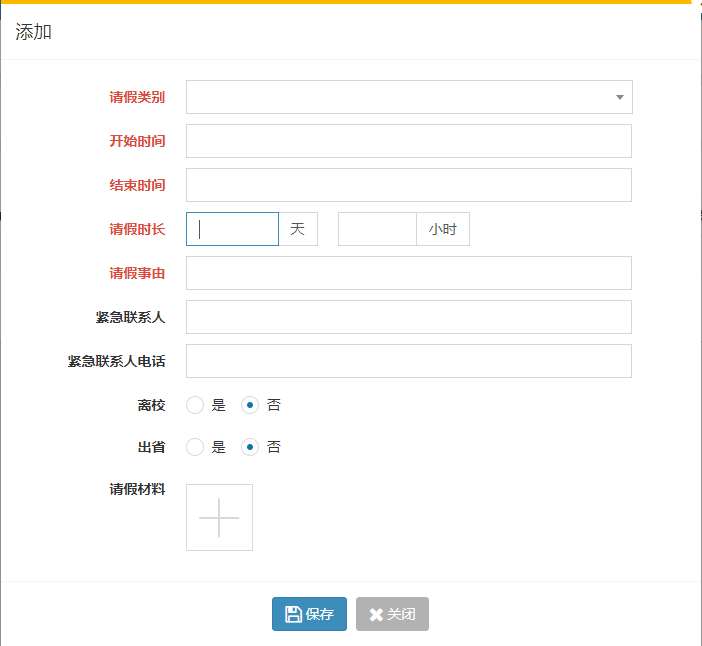 添加
请假类别
开始时间
结束时间
请假时长 天 小时
请假事由
紧急联系人
紧急联系人电话
离校 是 否
出省 是 否
请假材料
保存 关闭